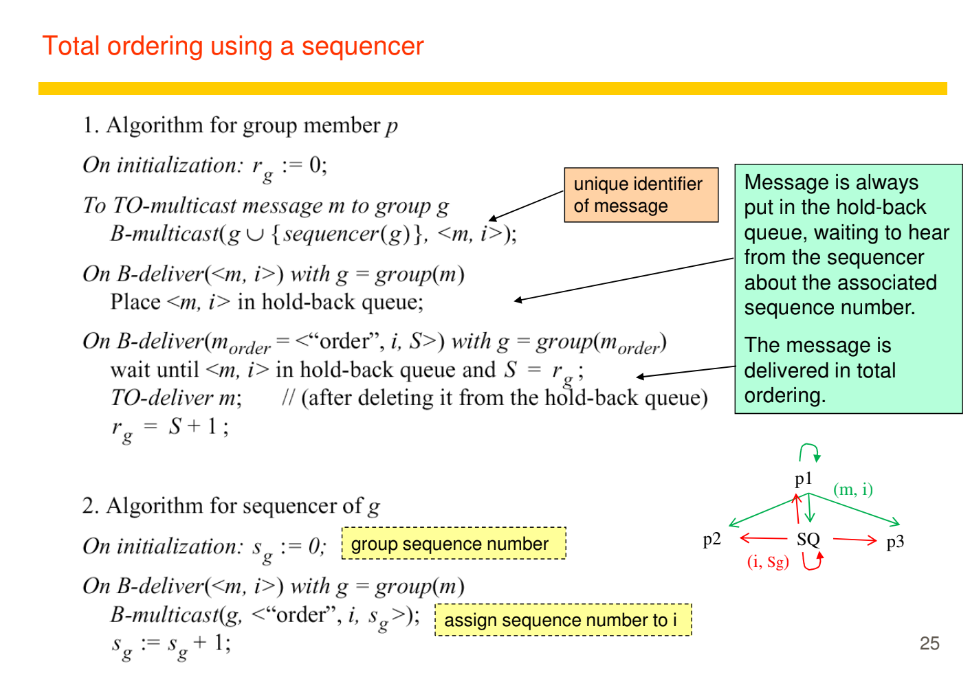 Total ordering using a sequencer
1. Algorithm for group member p
On initialization: r_g := 0;
To TO-multicast message m to group g
B-multicast(g ∪ {sequencer(g)}, <m, i>);
On B-deliver(<m, i>) with g = group(m)
Place <m, i> in hold-back queue;
On B-deliver(m_order = <“order”, i, S>) with g = group(m_order)
wait until <m, i> in hold-back queue and S = r_g;
TO-deliver m; // (after deleting it from the hold-back queue)
r_g = S + 1;
2. Algorithm for sequencer of g
On initialization: s_g := 0;
On B-deliver(<m, i>) with g = group(m)
B-multicast(g, <“order”, i, s_g>);
s_g := s_g + 1;
unique identifier
of message
Message is always
put in the hold-back
queue, waiting to hear
from the sequencer
about the associated
sequence number.
The message is
delivered in total
ordering.
group sequence number
assign sequence number to i
p1
(m, i)
p2
SQ
p3
(i, Sg)
25